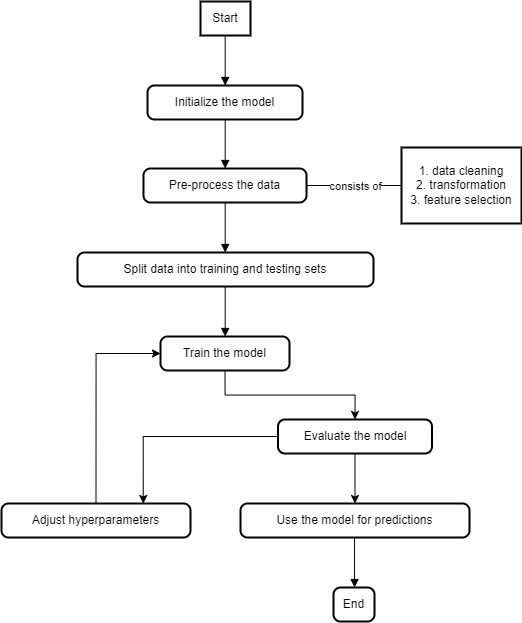 Start
Initialize the model
Pre-process the data
consists of
1. data cleaning
2. transformation
3. feature selection
Split data into training and testing sets
Train the model
Evaluate the model
Adjust hyperparameters
Use the model for predictions
End